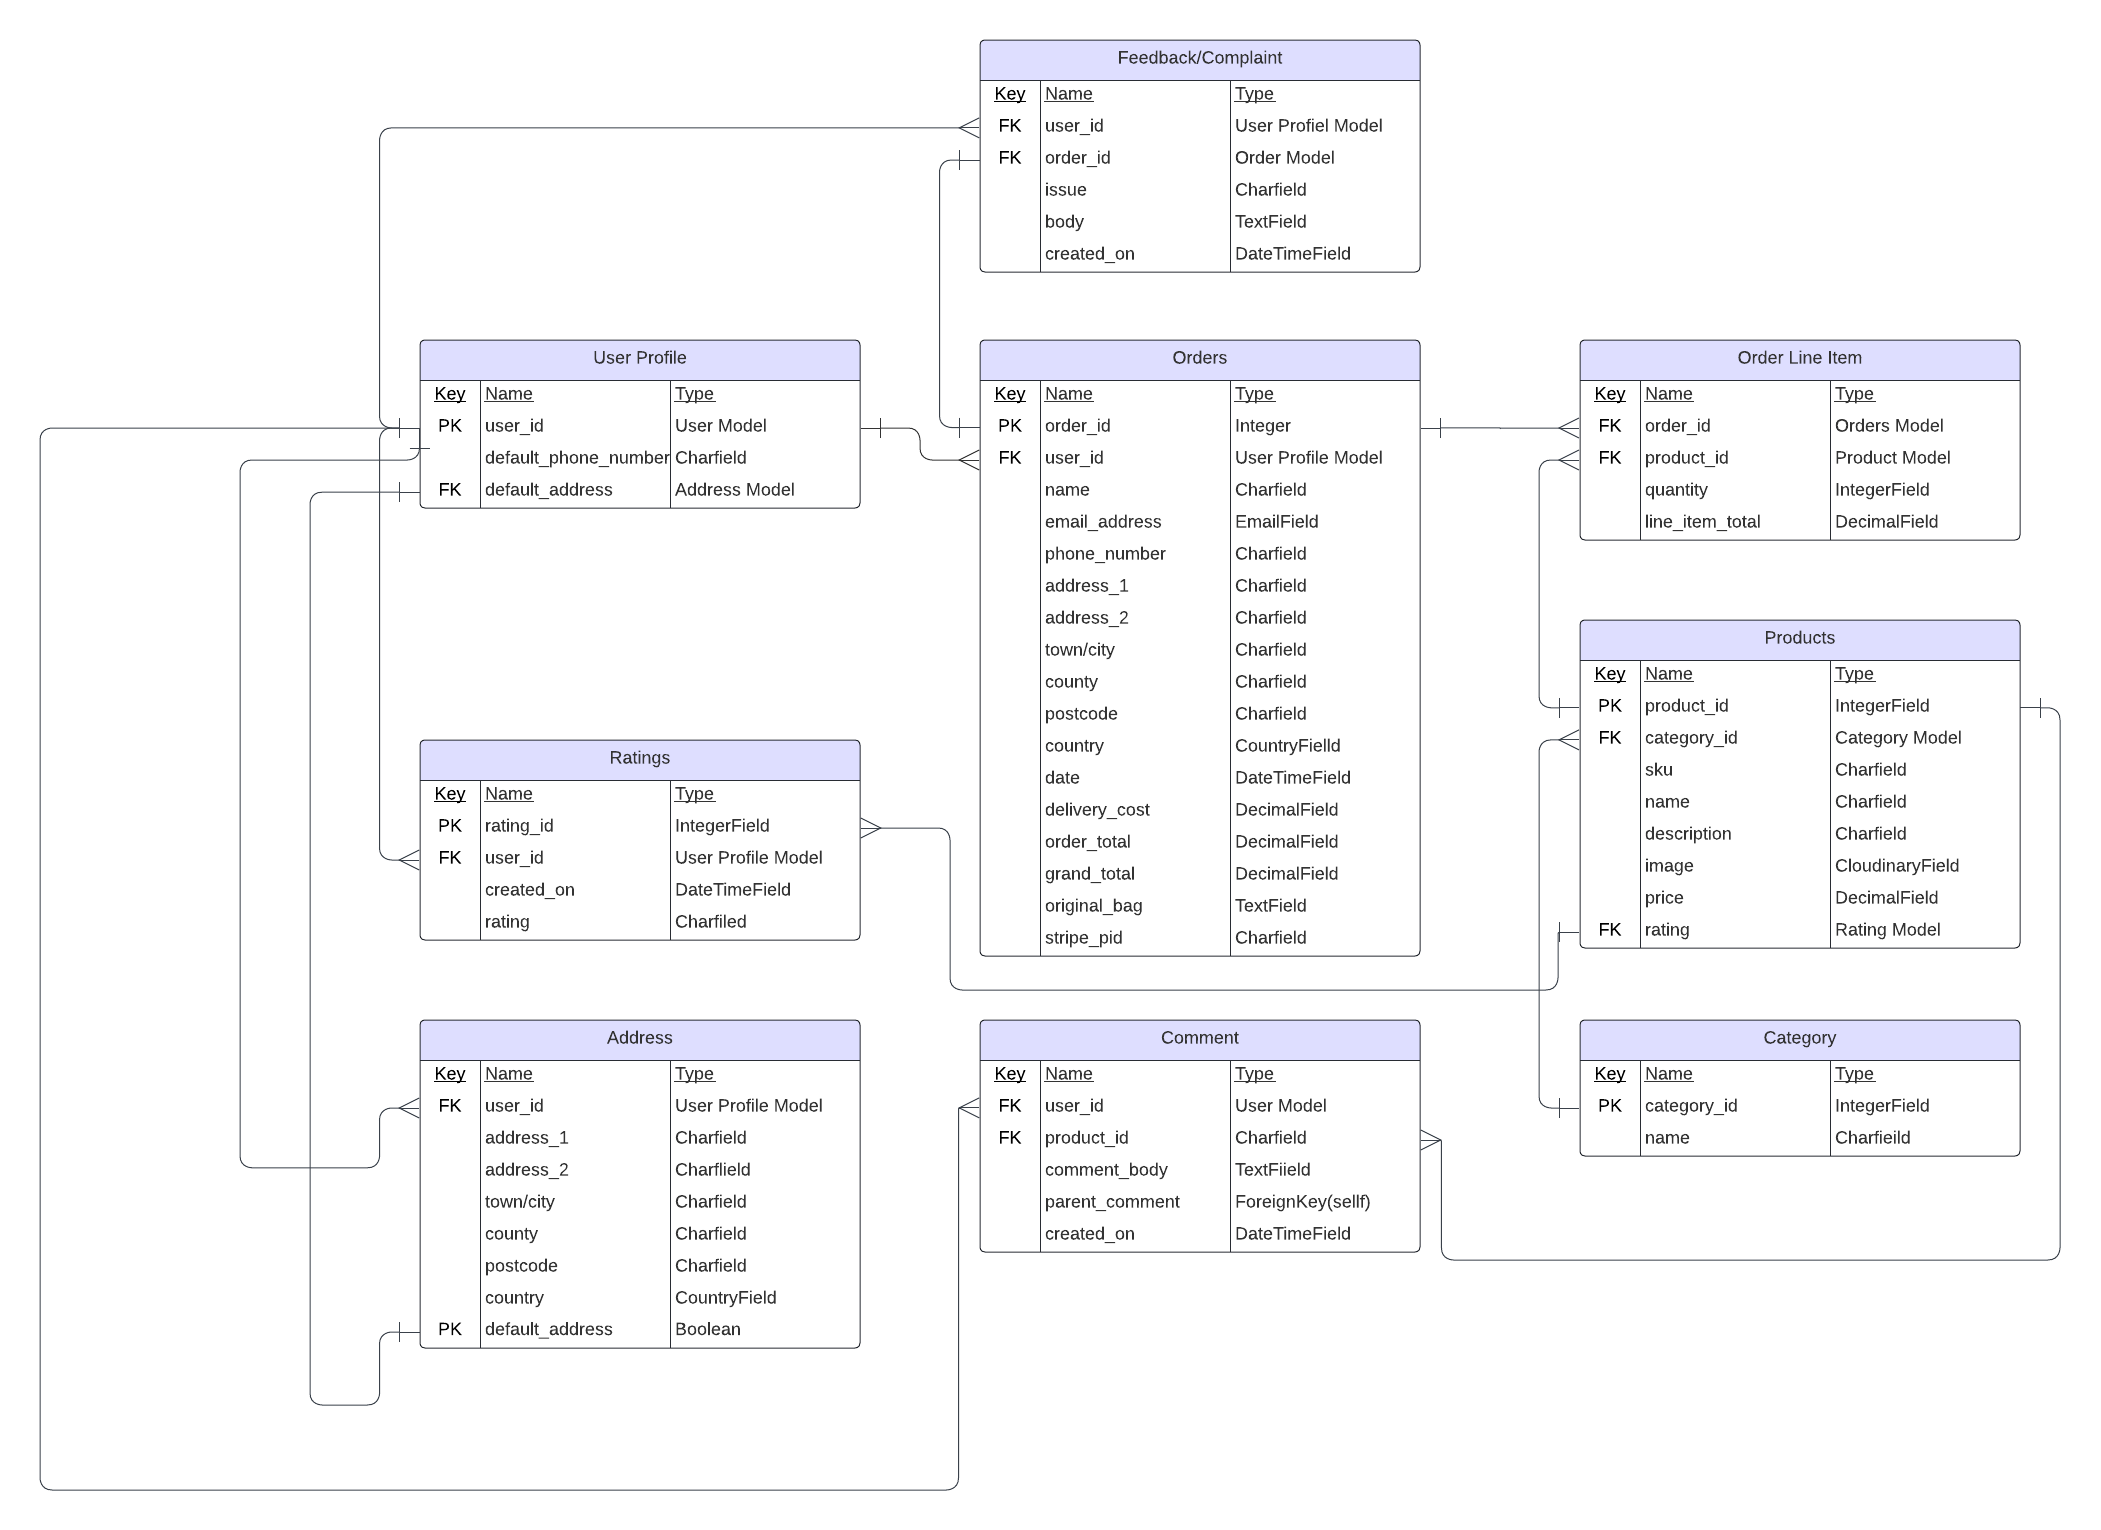 Feedback/Complaint
Key Name Type
FK user_id User Profiel Model
FK order_id Order Model
issue Charfield
body TextField
created_on DateTimeField
User Profile
Key Name Type
PK user_id User Model
default_phone_number Charfield
FK default_address Address Model
Orders
Key Name Type
PK order_id Integer
FK user_id User Profile Model
name Charfield
email_address EmailField
phone_number Charfield
address_1 Charfield
address_2 Charfield
town/city Charfield
county Charfield
postcode Charfield
country CountryFielld
date DateTimeField
delivery_cost DecimalField
order_total DecimalField
grand_total DecimalField
original_bag TextField
stripe_pid Charfield
Order Line Item
Key Name Type
FK order_id Orders Model
FK product_id Product Model
quantity IntegerField
line_item_total DecimalField
Products
Key Name Type
PK product_id IntegerField
FK category_id Category Model
sku Charfield
name Charfield
description Charfield
image CloudinaryField
price DecimalField
FK rating Rating Model
Ratings
Key Name Type
PK rating_id IntegerField
FK user_id User Profile Model
created_on DateTimeField
rating Charfiled
Address
Key Name Type
FK user_id User Profile Model
address_1 Charfield
address_2 Charflield
town/city Charfield
county Charfield
postcode Charfield
country CountryField
PK default_address Boolean
Comment
Key Name Type
FK user_id User Model
FK product_id Charfield
comment_body TextFiield
parent_comment ForeignKey(sellf)
created_on DateTimeField
Category
Key Name Type
PK category_id IntegerField
name Charfieild